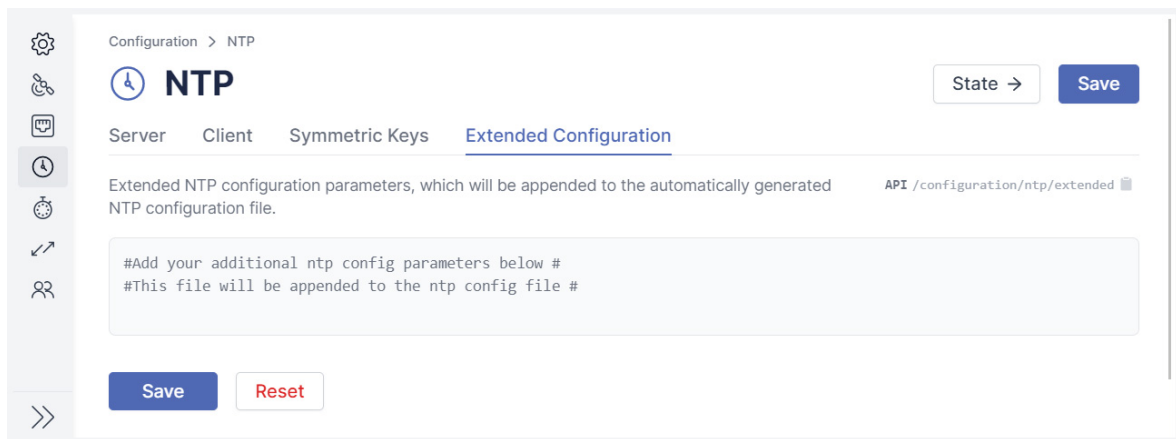 Configuration > NTP
NTP
State →
Save
Server
Client
Symmetric Keys
Extended Configuration
Extended NTP configuration parameters, which will be appended to the automatically generated
NTP configuration file.
API /configuration/ntp/extended
#Add your additional ntp config parameters below #
#This file will be appended to the ntp config file #
Save
Reset